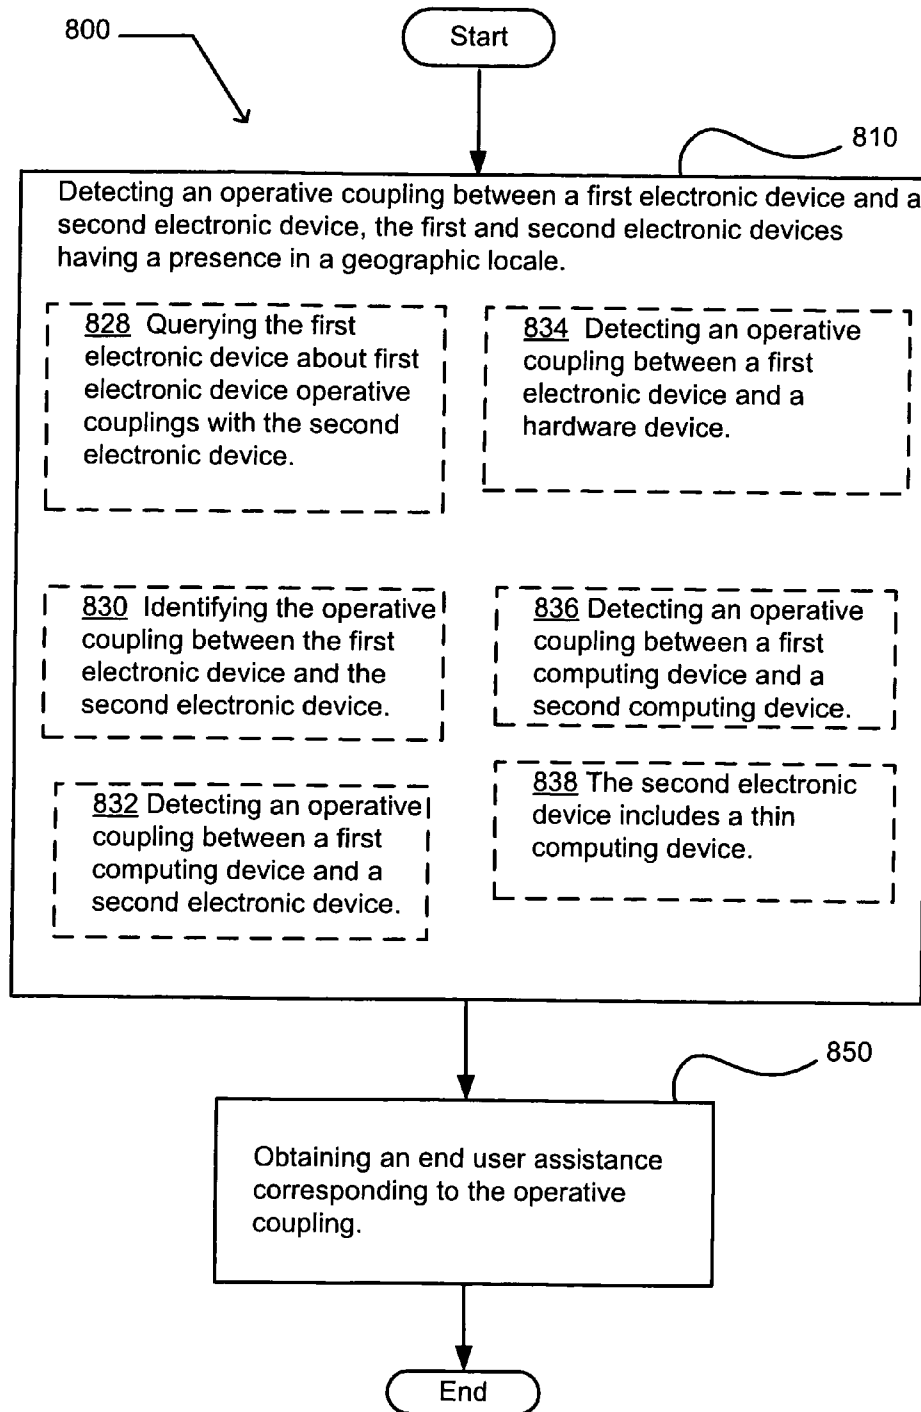 800
Start
810
Detecting an operative coupling between a first electronic device and a
second electronic device, the first and second electronic devices
having a presence in a geographic locale.
828 Querying the first
electronic device about first
electronic device operative
couplings with the second
electronic device.
834 Detecting an operative
coupling between a first
electronic device and a
hardware device.
830 Identifying the operative
coupling between the first
electronic device and the
second electronic device.
836 Detecting an operative
coupling between a first
computing device and a
second computing device.
832 Detecting an operative
coupling between a first
computing device and a
second electronic device.
838 The second electronic
device includes a thin
computing device.
850
Obtaining an end user assistance
corresponding to the operative
coupling.
End